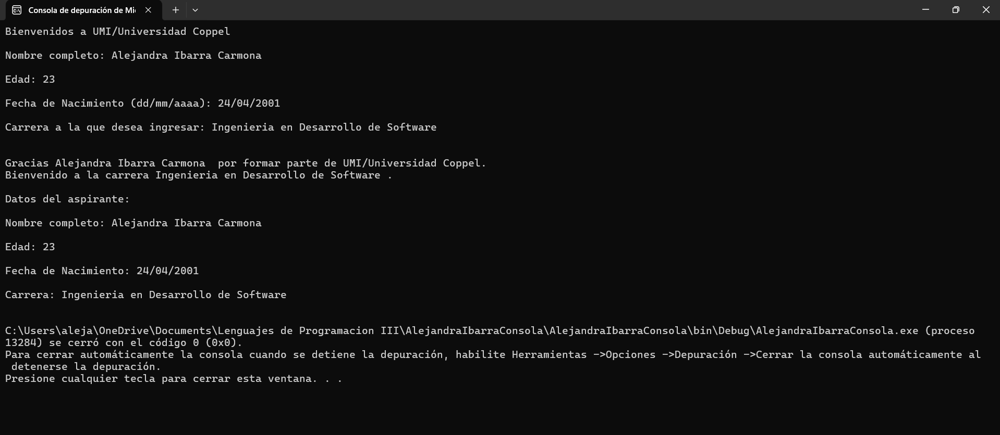 Consola de depuración de Mi
Bienvenidos a UMI/Universidad Coppel
Nombre completo: Alejandra Ibarra Carmona
Edad: 23
Fecha de Nacimiento (dd/mm/aaaa): 24/04/2001
Carrera a la que desea ingresar: Ingenieria en Desarrollo de Software
Gracias Alejandra Ibarra Carmona  por formar parte de UMI/Universidad Coppel.
Bienvenido a la carrera Ingenieria en Desarrollo de Software .
Datos del aspirante:
Nombre completo: Alejandra Ibarra Carmona
Edad: 23
Fecha de Nacimiento: 24/04/2001
Carrera: Ingenieria en Desarrollo de Software
C:\Users\aleja\OneDrive\Documents\Lenguajes de Programacion III\AlejandraIbarraConsola\AlejandraIbarraConsola\bin\Debug\AlejandraIbarraConsola.exe (proceso
13284) se cerró con el código 0 (0x0).
Para cerrar automáticamente la consola cuando se detiene la depuración, habilite Herramientas ->Opciones ->Depuración ->Cerrar la consola automáticamente al
detenerse la depuración.
Presione cualquier tecla para cerrar esta ventana. . .